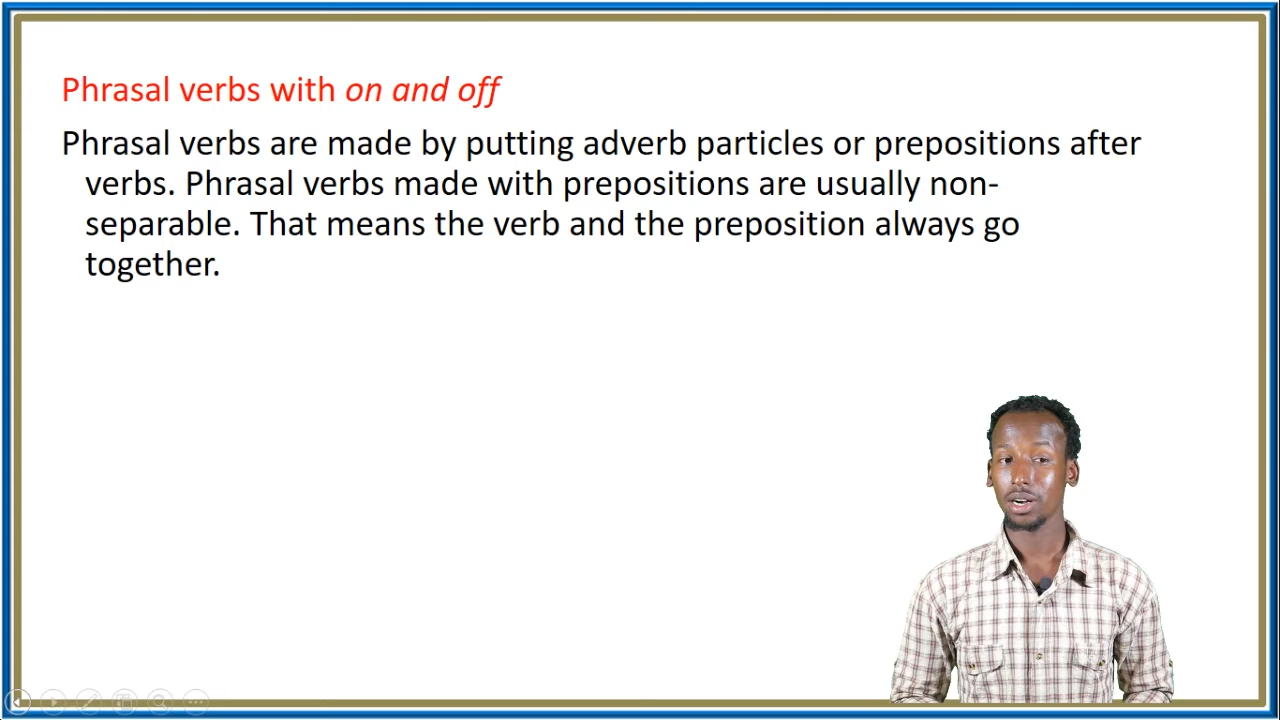 Phrasal verbs with on and off
Phrasal verbs are made by putting adverb particles or prepositions after
verbs. Phrasal verbs made with prepositions are usually non-
separable. That means the verb and the preposition always go
together.